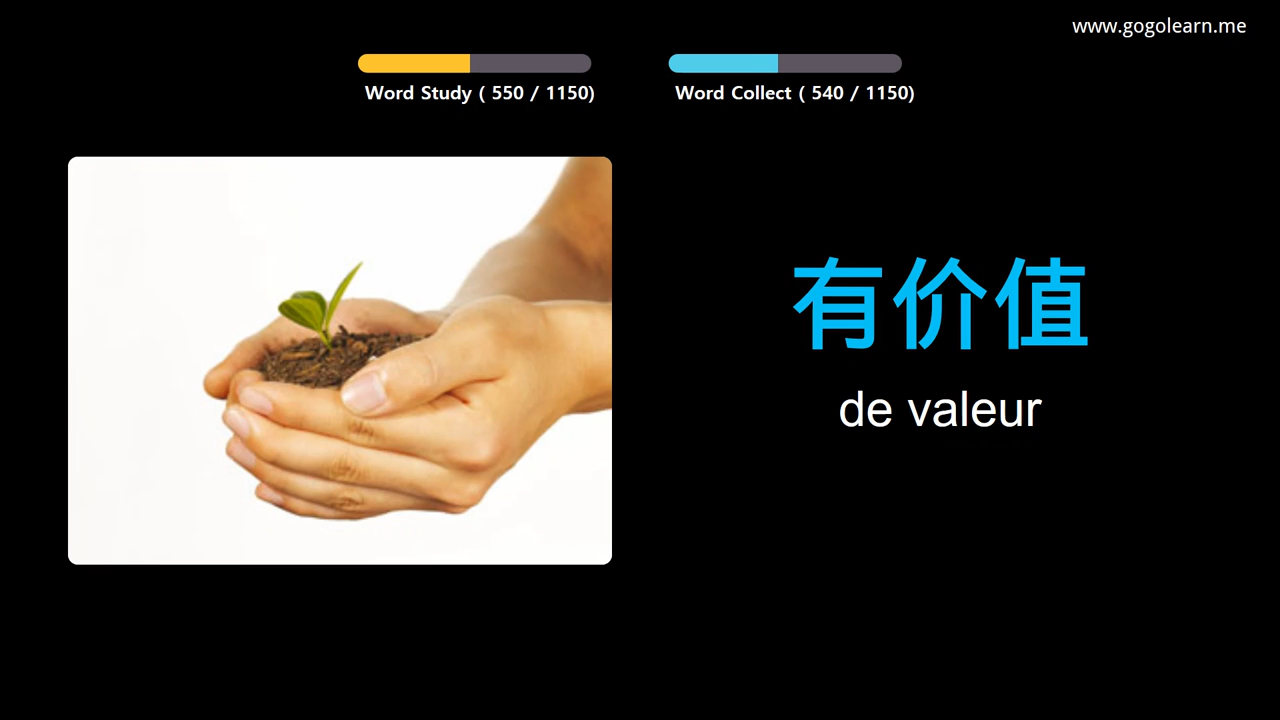 www.gogolearn.me
Word Study ( 550 / 1150)
Word Collect ( 540 / 1150)
有价值
de valeur